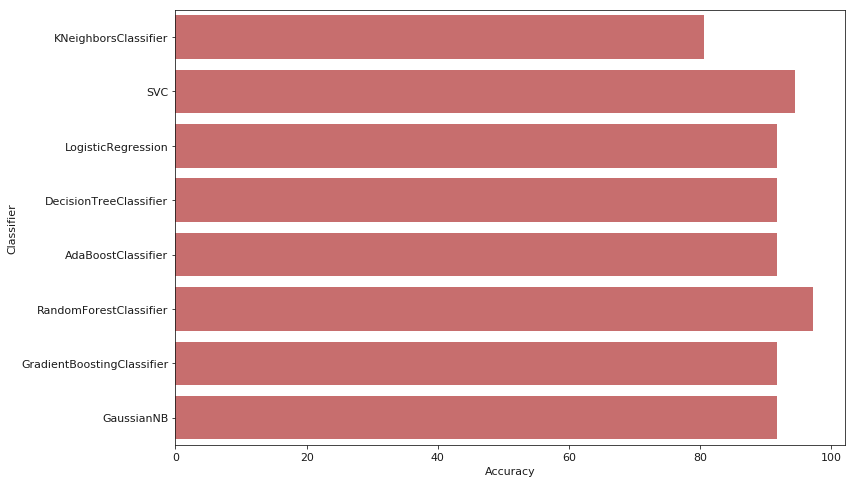 KNeighborsClassifier
SVC
LogisticRegression
DecisionTreeClassifier
AdaBoostClassifier
RandomForestClassifier
GradientBoostingClassifier
GaussianNB
Classifier
0 20 40 60 80 100
Accuracy